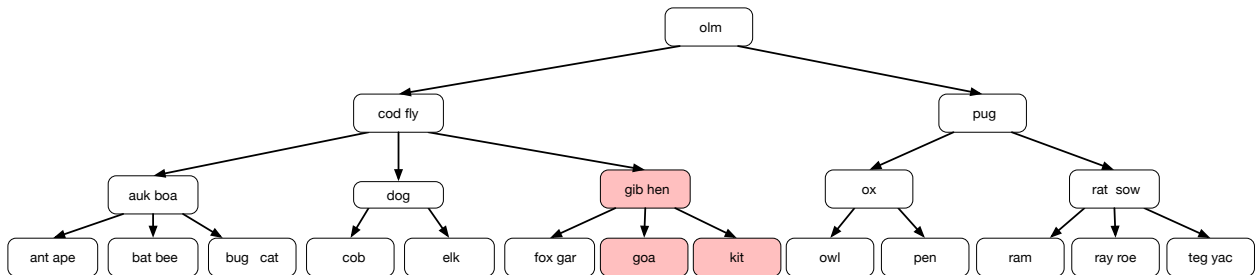 olm
cod fly
pug
auk boa
dog
gib hen
ox
rat sow
ant ape
bat bee
bug cat
cob
elk
fox gar
goa
kit
owl
pen
ram
ray roe
teg yac